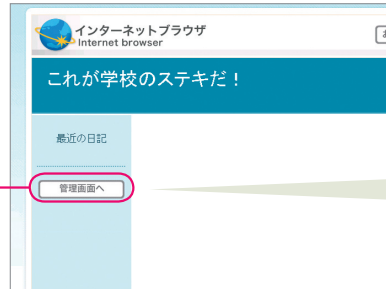 インターネットブラウザ
Internet browser
これが学校のステキだ！
最近の日記
管理画面へ